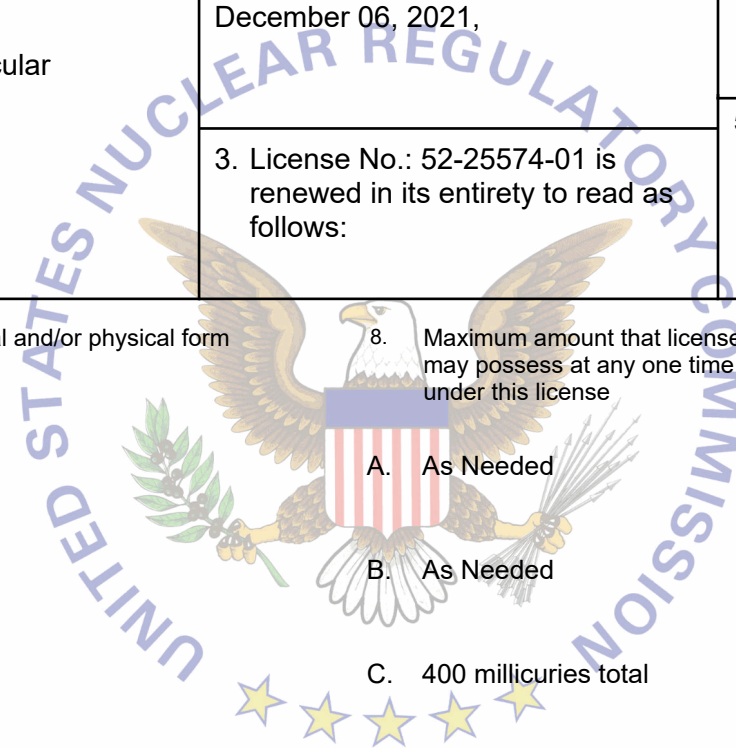 December 06, 2021,
cular
3. License No.: 52-25574-01 is
renewed in its entirety to read as
follows:
5
l and/or physical form
8. Maximum amount that license
may possess at any one time
under this license
A. As Needed
B. As Needed
C. 400 millicuries total
UNITED STATES NUCLEAR REGULATORY COMMISSION